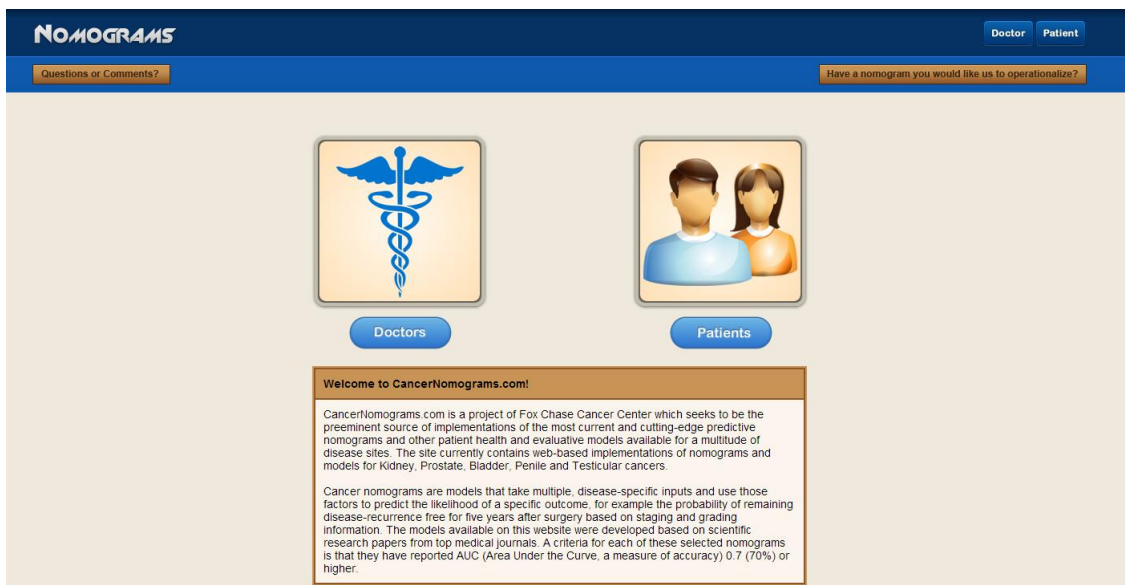 NOMOGRAMS
Doctor Patient
Questions or Comments?
Have a nomogram you would like us to operationalize?
Doctors
Patients
Welcome to CancerNomograms.com!
CancerNomograms.com is a project of Fox Chase Cancer Center which seeks to be the
preeminent source of implementations of the most current and cutting-edge predictive
nomograms and other patient health and evaluative models available for a multitude of
disease sites. The site currently contains web-based implementations of nomograms and
models for Kidney, Prostate, Bladder, Penile and Testicular cancers.
Cancer nomograms are models that take multiple, disease-specific inputs and use those
factors to predict the likelihood of a specific outcome, for example the probability of remaining
disease-recurrence free for five years after surgery based on staging and grading
information. The models available on this website were developed based on scientific
research papers from top medical journals. A criteria for each of these selected nomograms
is that they have reported AUC (Area Under the Curve, a measure of accuracy) 0.7 (70%) or
higher.